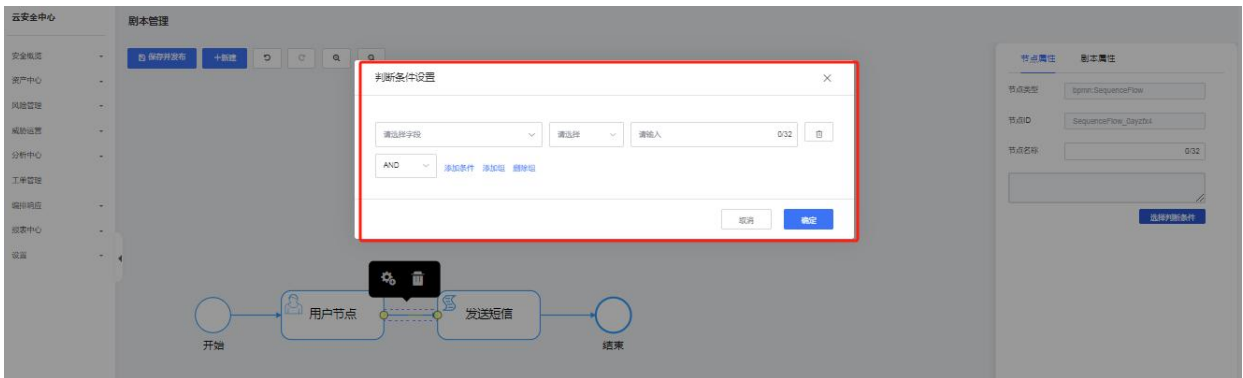 云安全中心
剧本管理
安全概览
资产中心
风险管理
威胁运营
分析中心
工单管理
编排响应
报表中心
设置
保存并发布
+新建
判断条件设置
请选择字段
请选择
请输入
0/32
AND
添加条件 添加组 删除组
取消
确定
节点属性
剧本属性
节点类型
bpmn:SequenceFlow
节点ID
节点名称
0/32
选择判断条件
用户节点
发送短信
开始
结束